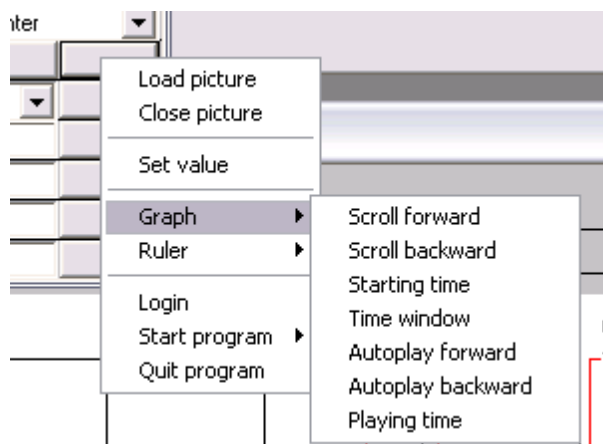 Load picture
Close picture
Set value
Graph
Ruler
Login
Start program
Quit program
Scroll forward
Scroll backward
Starting time
Time window
Autoplay forward
Autoplay backward
Playing time